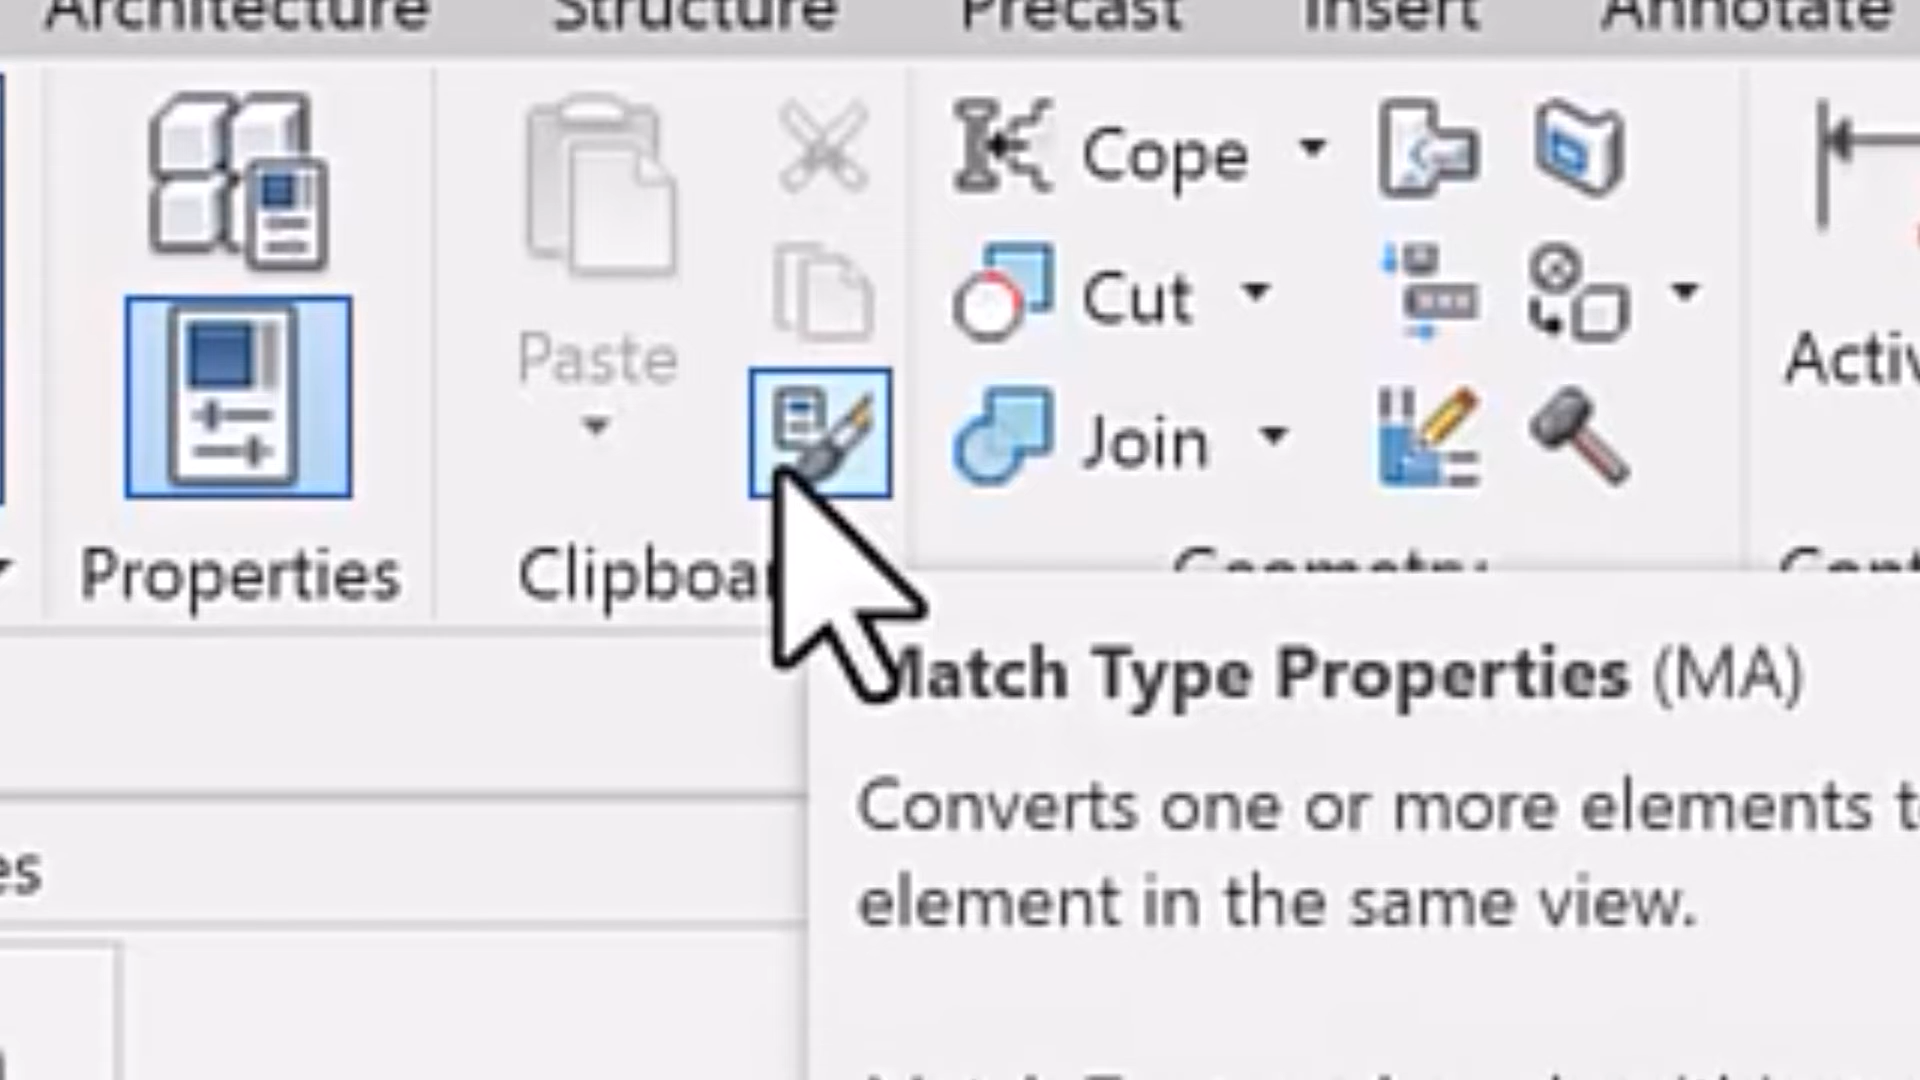 Architecture Structure Precast Insert Annotate
Cope
Cut
Paste
Join
Properties
Geometry
Match Type Properties (MA)
Converts one or more elements
element in the same view.